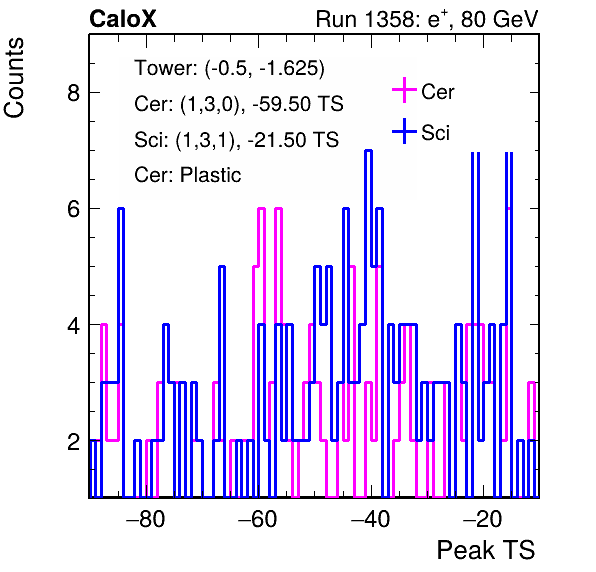 CaloX Run 1358: e⁺, 80 GeV
Counts
Tower: (-0.5, -1.625)
Cer: (1,3,0), -59.50 TS
Sci: (1,3,1), -21.50 TS
Cer: Plastic
Cer
Sci
8
6
4
2
−80 −60 −40 −20
Peak TS